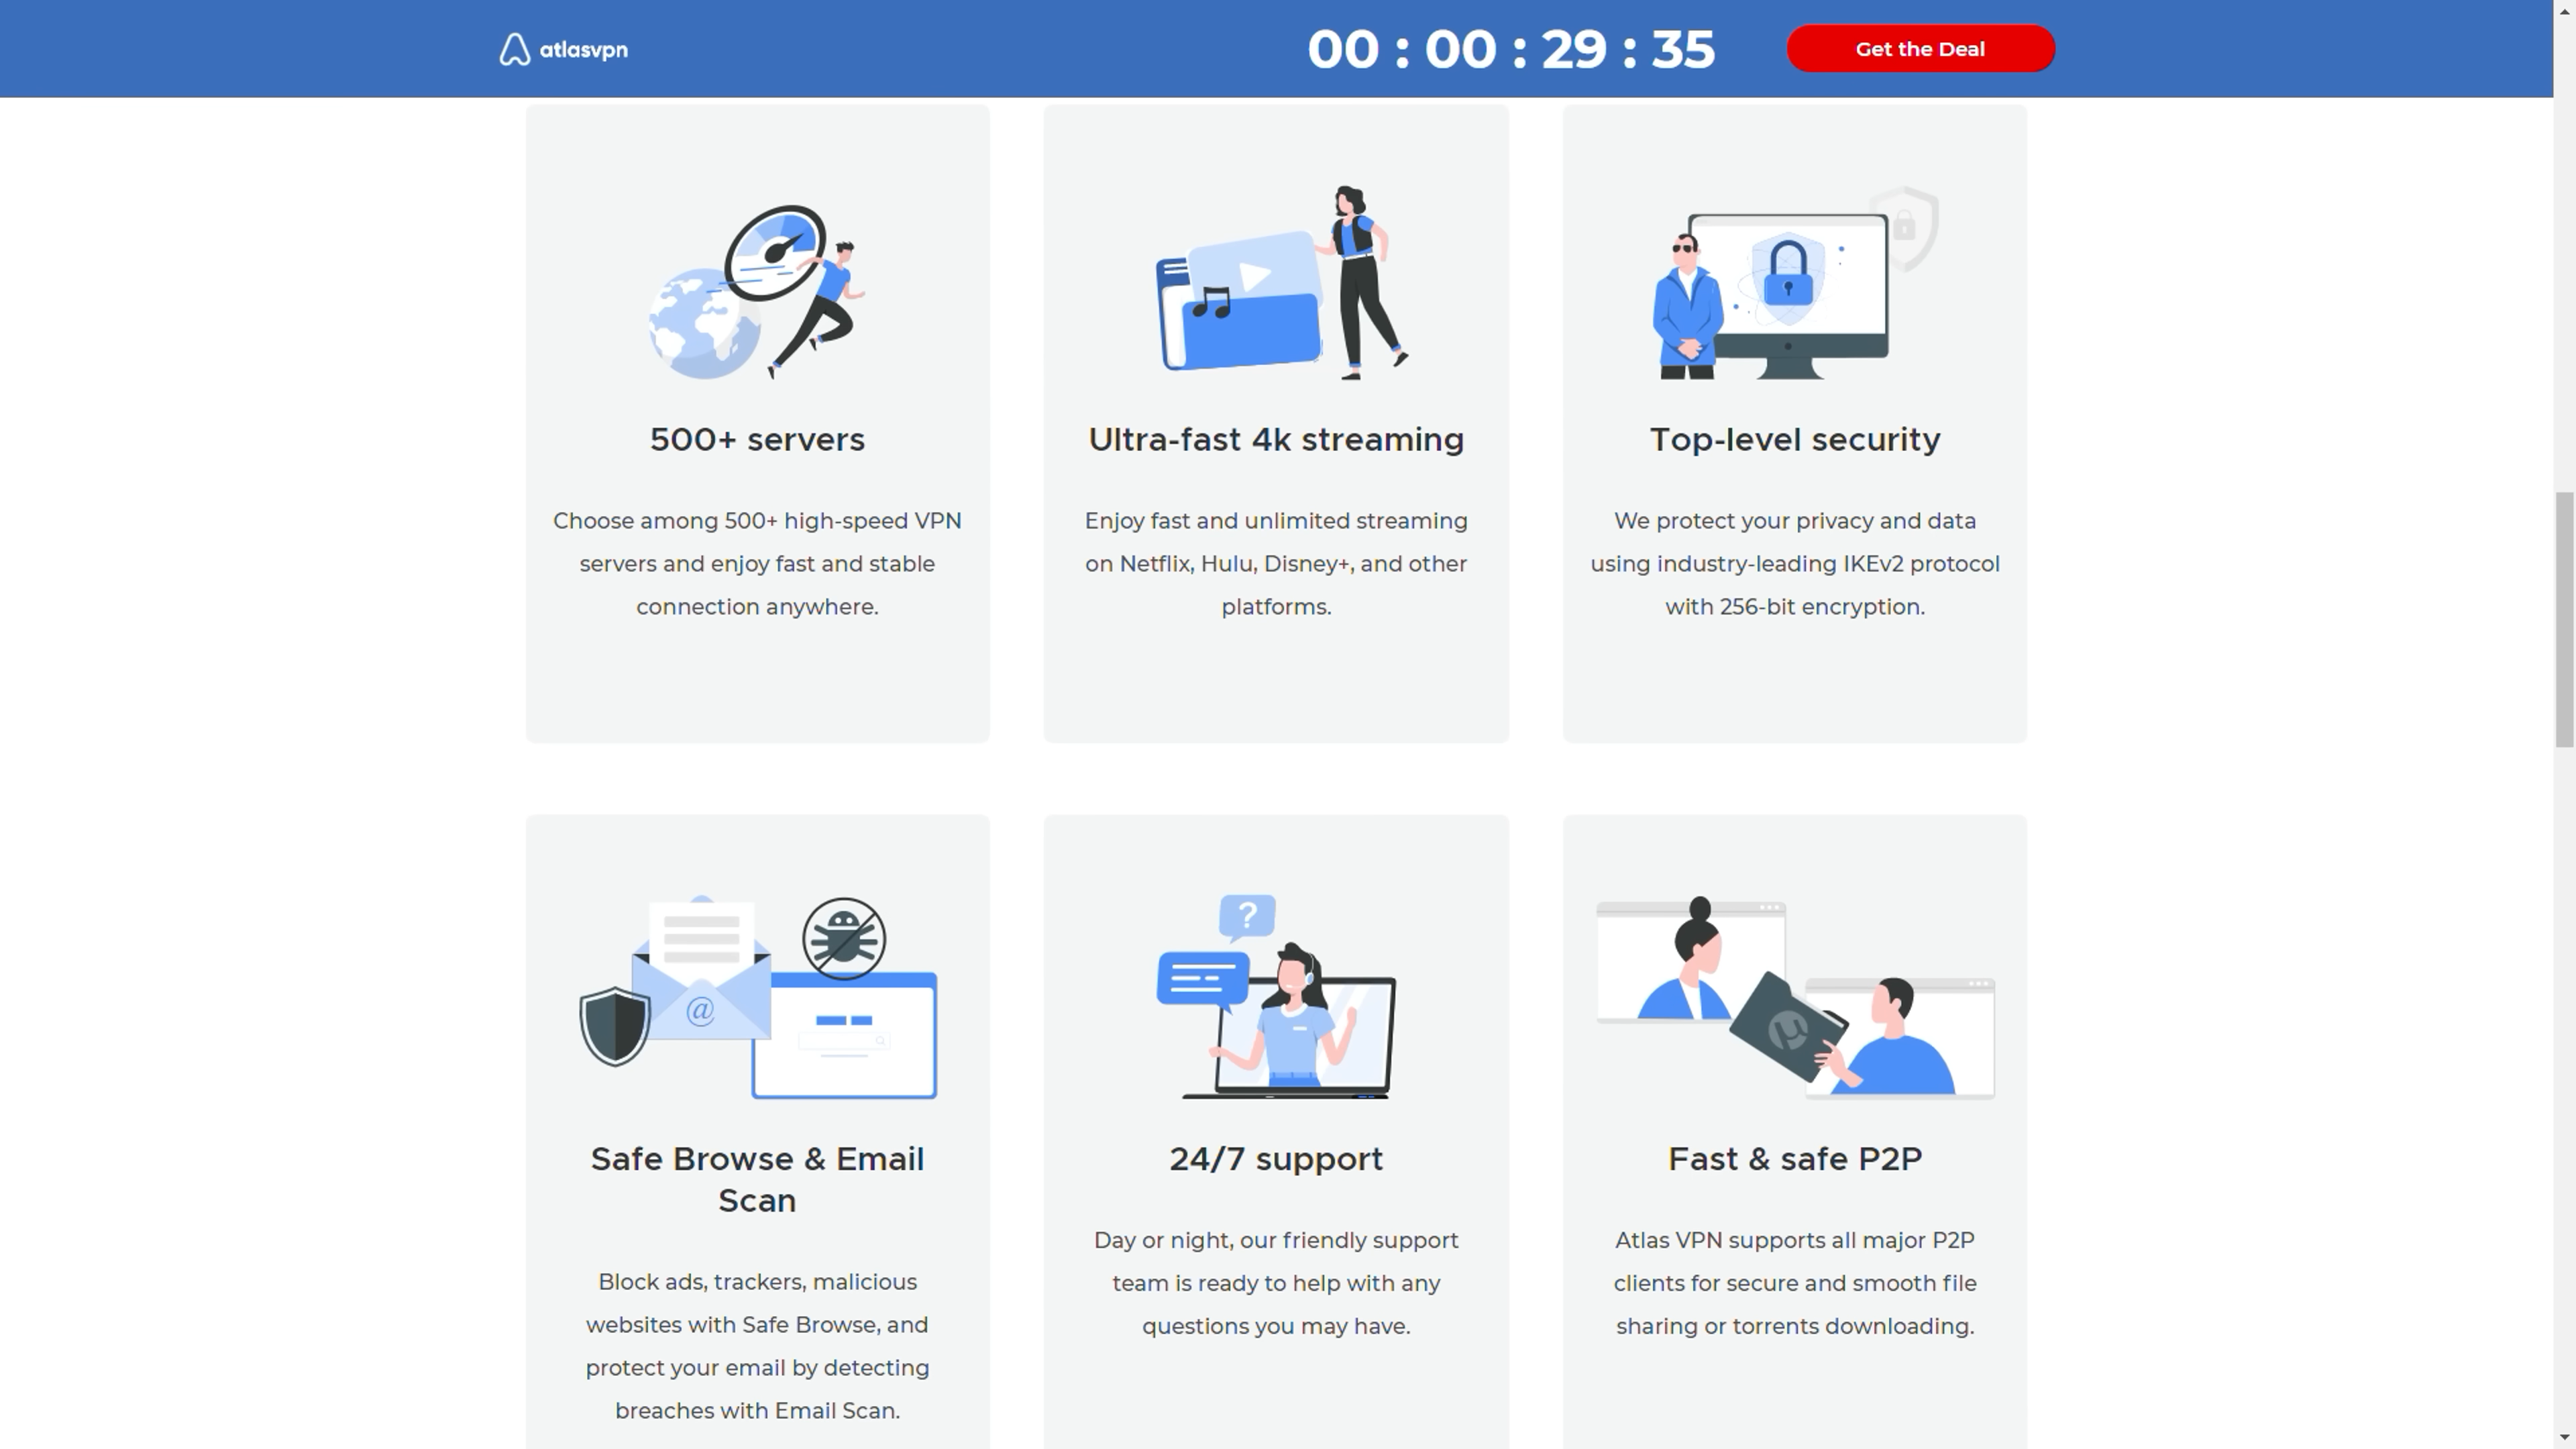 atlasvpn
00 : 00 : 29 : 35
Get the Deal
500+ servers
Choose among 500+ high-speed VPN
servers and enjoy fast and stable
connection anywhere.
Ultra-fast 4k streaming
Enjoy fast and unlimited streaming
on Netflix, Hulu, Disney+, and other
platforms.
Top-level security
We protect your privacy and data
using industry-leading IKEv2 protocol
with 256-bit encryption.
@
Safe Browse & Email
Scan
Block ads, trackers, malicious
websites with Safe Browse, and
protect your email by detecting
breaches with Email Scan.
?
24/7 support
Day or night, our friendly support
team is ready to help with any
questions you may have.
Fast & safe P2P
Atlas VPN supports all major P2P
clients for secure and smooth file
sharing or torrents downloading.